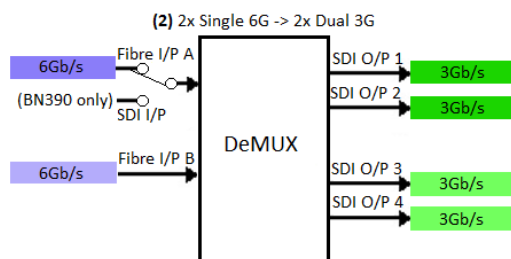 (2) 2x Single 6G -> 2x Dual 3G
Fibre I/P A
6Gb/s
(BN390 only)
SDI I/P
Fibre I/P B
6Gb/s
DeMUX
SDI O/P 1
3Gb/s
SDI O/P 2
3Gb/s
SDI O/P 3
3Gb/s
SDI O/P 4
3Gb/s